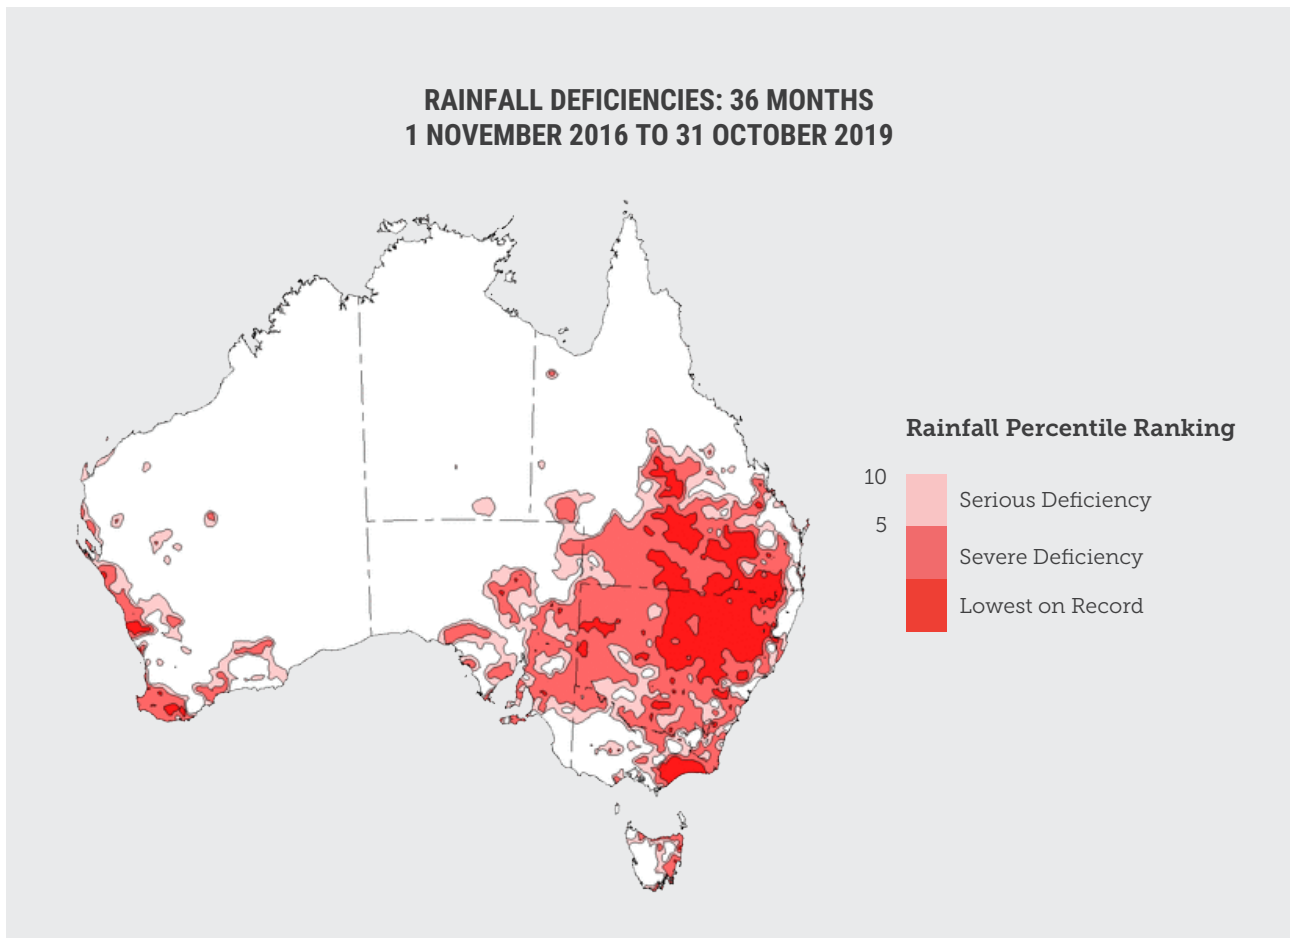 RAINFALL DEFICIENCIES: 36 MONTHS
1 NOVEMBER 2016 TO 31 OCTOBER 2019
Rainfall Percentile Ranking
10
Serious Deficiency
5
Severe Deficiency
Lowest on Record